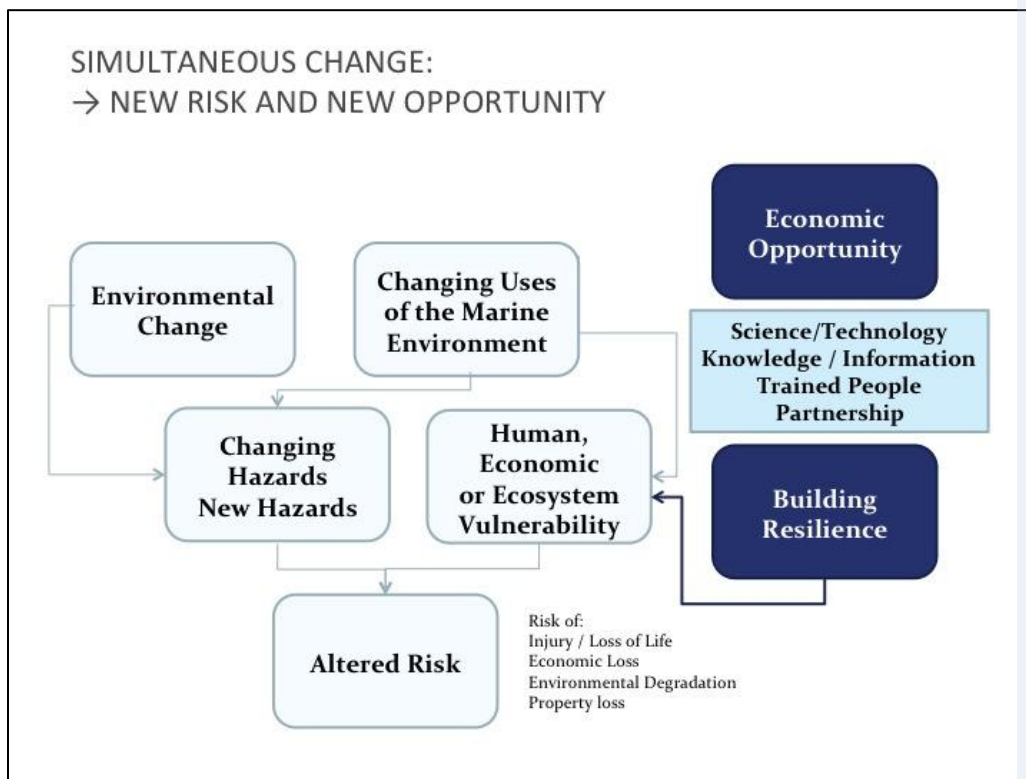 SIMULTANEOUS CHANGE:
→ NEW RISK AND NEW OPPORTUNITY
Economic
Opportunity
Environmental
Change
Changing Uses
of the Marine
Environment
Science/Technology
Knowledge / Information
Trained People
Partnership
Changing
Hazards
New Hazards
Human,
Economic
or Ecosystem
Vulnerability
Building
Resilience
Altered Risk
Risk of:
Injury / Loss of Life
Economic Loss
Environmental Degradation
Property loss